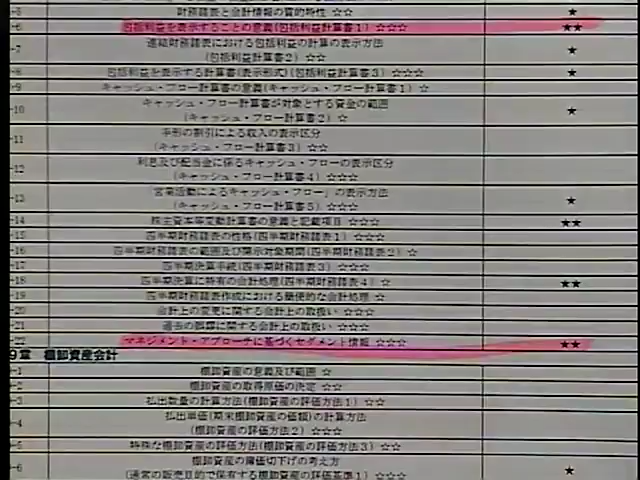 -5 財務諸表と会計情報の質的特性 ☆☆ ★
-6 包括利益を表示することの意義(包括利益計算書1) ☆☆☆ ★★
-7 連結財務諸表における包括利益の計算の表示方法 ★
(包括利益計算書2) ☆☆
-8 包括利益を表示する計算書(表示形式)(包括利益計算書3) ☆☆☆ ★
-9 キャッシュ・フロー計算書の意義(キャッシュ・フロー計算書1) ☆
-10 キャッシュ・フロー計算書が対象とする資金の範囲 ★
(キャッシュ・フロー計算書2) ☆
-11 手形の割引による収入の表示区分
(キャッシュ・フロー計算書3) ☆☆
-12 利息及び配当金に係るキャッシュ・フローの表示区分
(キャッシュ・フロー計算書4) ☆☆☆
-13 「営業活動によるキャッシュ・フロー」の表示方法 ★
(キャッシュ・フロー計算書5) ☆☆☆
-14 株主資本等変動計算書の意義と記載項目 ☆☆☆ ★★
-15 四半期財務諸表の性格(四半期財務諸表1) ☆☆☆
-16 四半期財務諸表の範囲及び開示対象期間(四半期財務諸表2) ☆
-17 四半期決算手続(四半期財務諸表3) ☆☆☆
-18 四半期決算に特有の会計処理(四半期財務諸表4) ☆ ★★
-19 四半期財務諸表作成における簡便的な会計処理 ☆
-20 会計上の変更に関する会計上の取扱い ☆☆☆
-21 過去の誤謬に関する会計上の取扱い ☆☆☆
-22 マネジメント・アプローチに基づくセグメント情報 ☆☆☆ ★★
9章 棚卸資産会計
-1 棚卸資産の意義及び範囲 ☆
-2 棚卸資産の取得原価の決定 ☆☆
-3 払出数量の計算方法(棚卸資産の評価方法1) ☆☆
-4 払出単価(期末棚卸資産の価額)の計算方法
(棚卸資産の評価方法2) ☆☆☆
-5 特殊な棚卸資産の評価方法(棚卸資産の評価方法3) ☆☆
-6 棚卸資産の簿価切下げの考え方 ★
(通常の販売目的で保有する棚卸資産の評価基準1) ☆☆☆